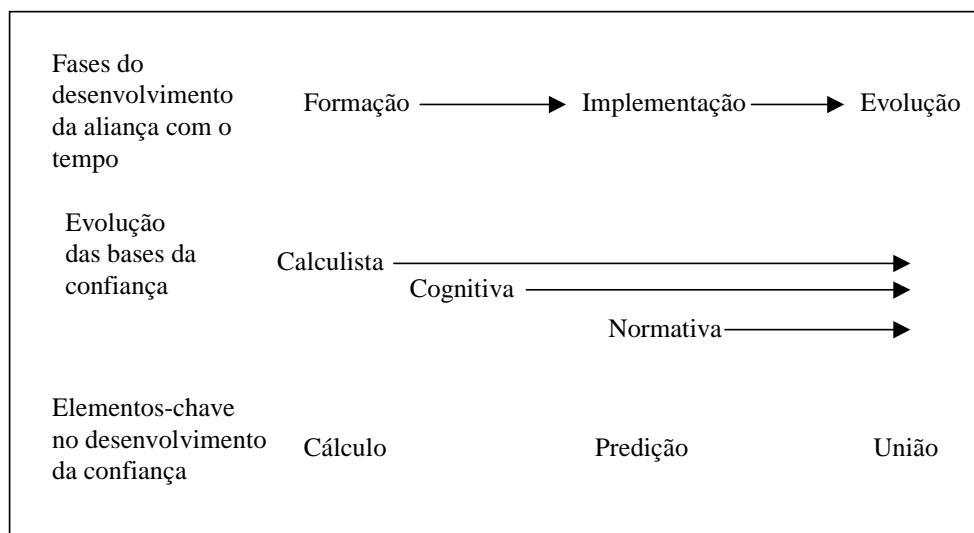 Fases do
desenvolvimento
da aliança com o
tempo
Formação
Implementação
Evolução
Evolução
das bases da
confiança
Calculista
Cognitiva
Normativa
Elementos-chave
no desenvolvimento
da confiança
Cálculo
Predição
União